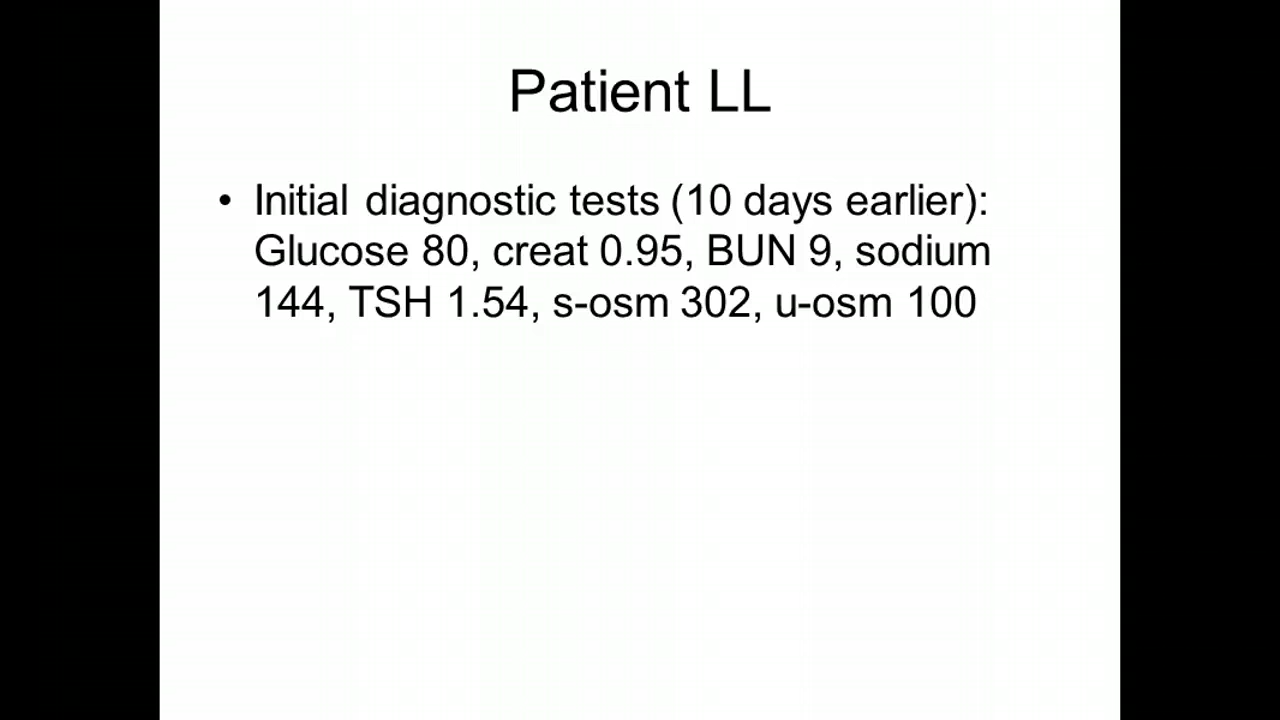 Patient LL
• Initial diagnostic tests (10 days earlier):
Glucose 80, creat 0.95, BUN 9, sodium
144, TSH 1.54, s-osm 302, u-osm 100